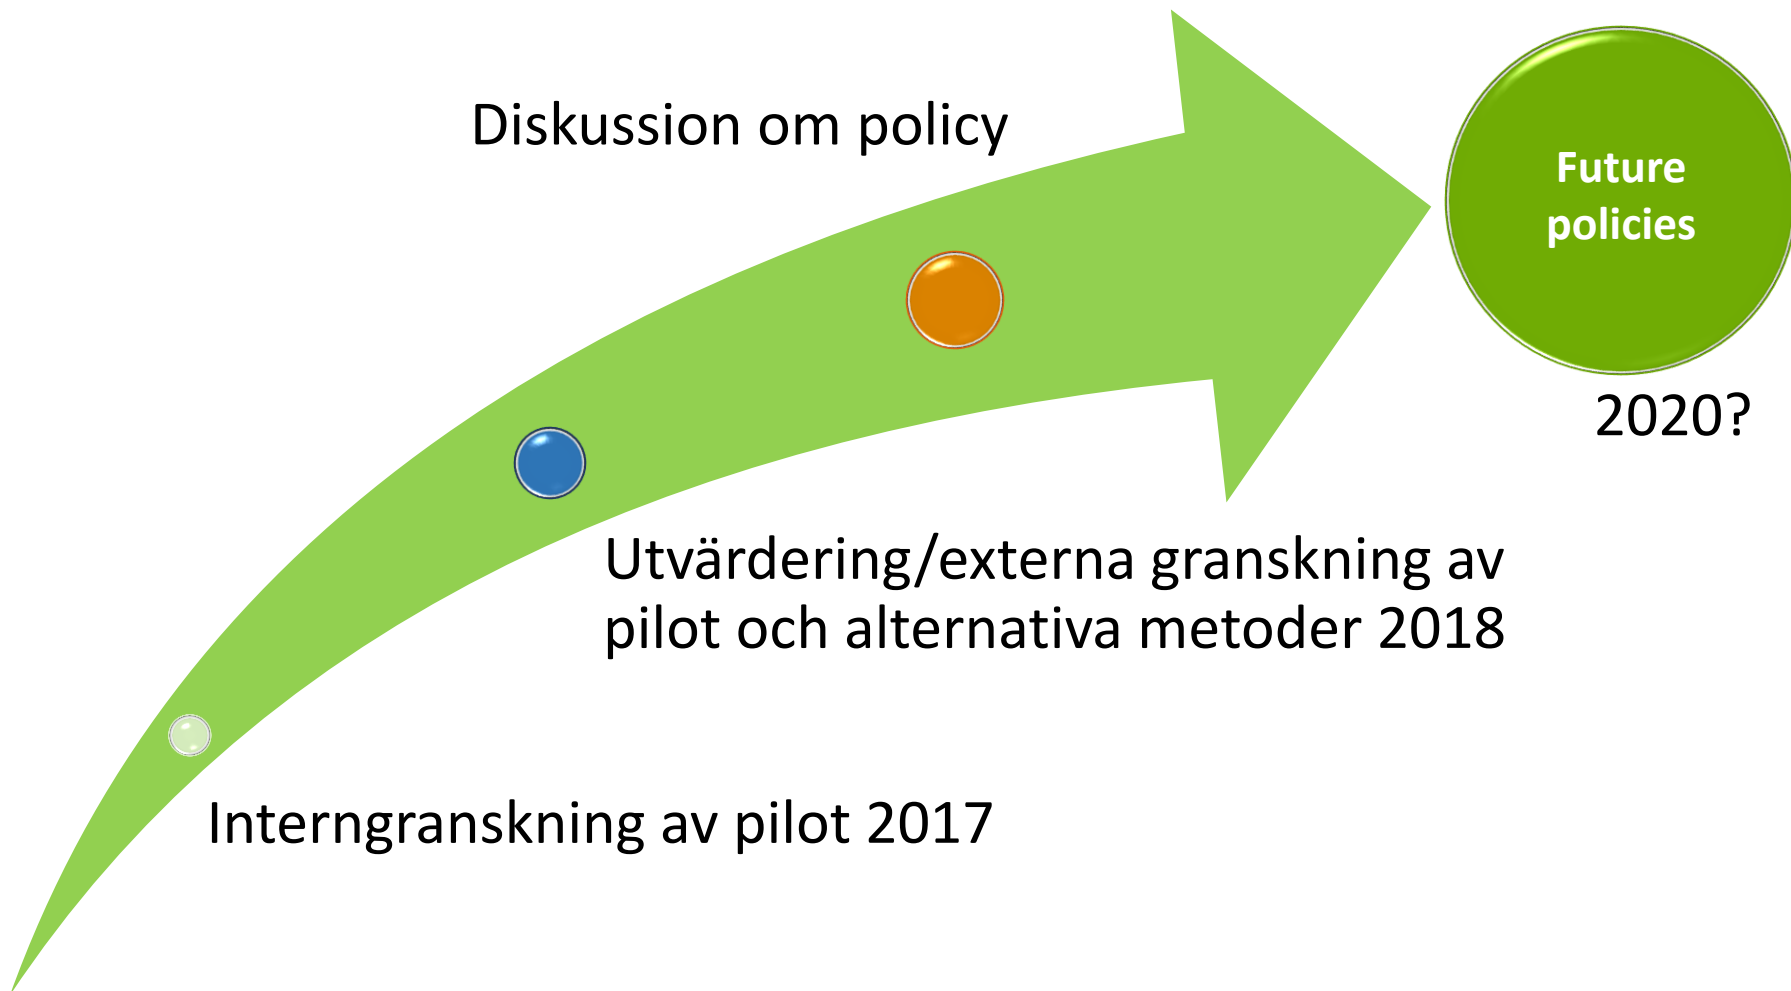 Diskussion om policy
Future
policies
2020?
Utvärdering/externa granskning av
pilot och alternativa metoder 2018
Interngranskning av pilot 2017